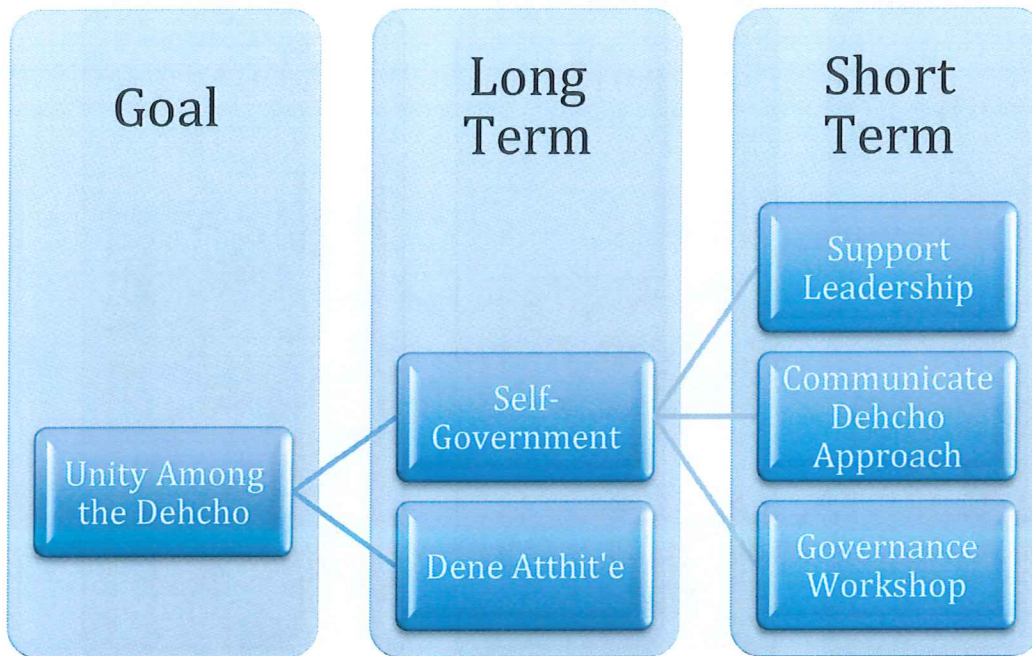 Goal
Unity Among
the Dehcho
Long
Term
Self-
Government
Dene Atthit'e
Short
Term
Support
Leadership
Communicate
Dehcho
Approach
Governance
Workshop